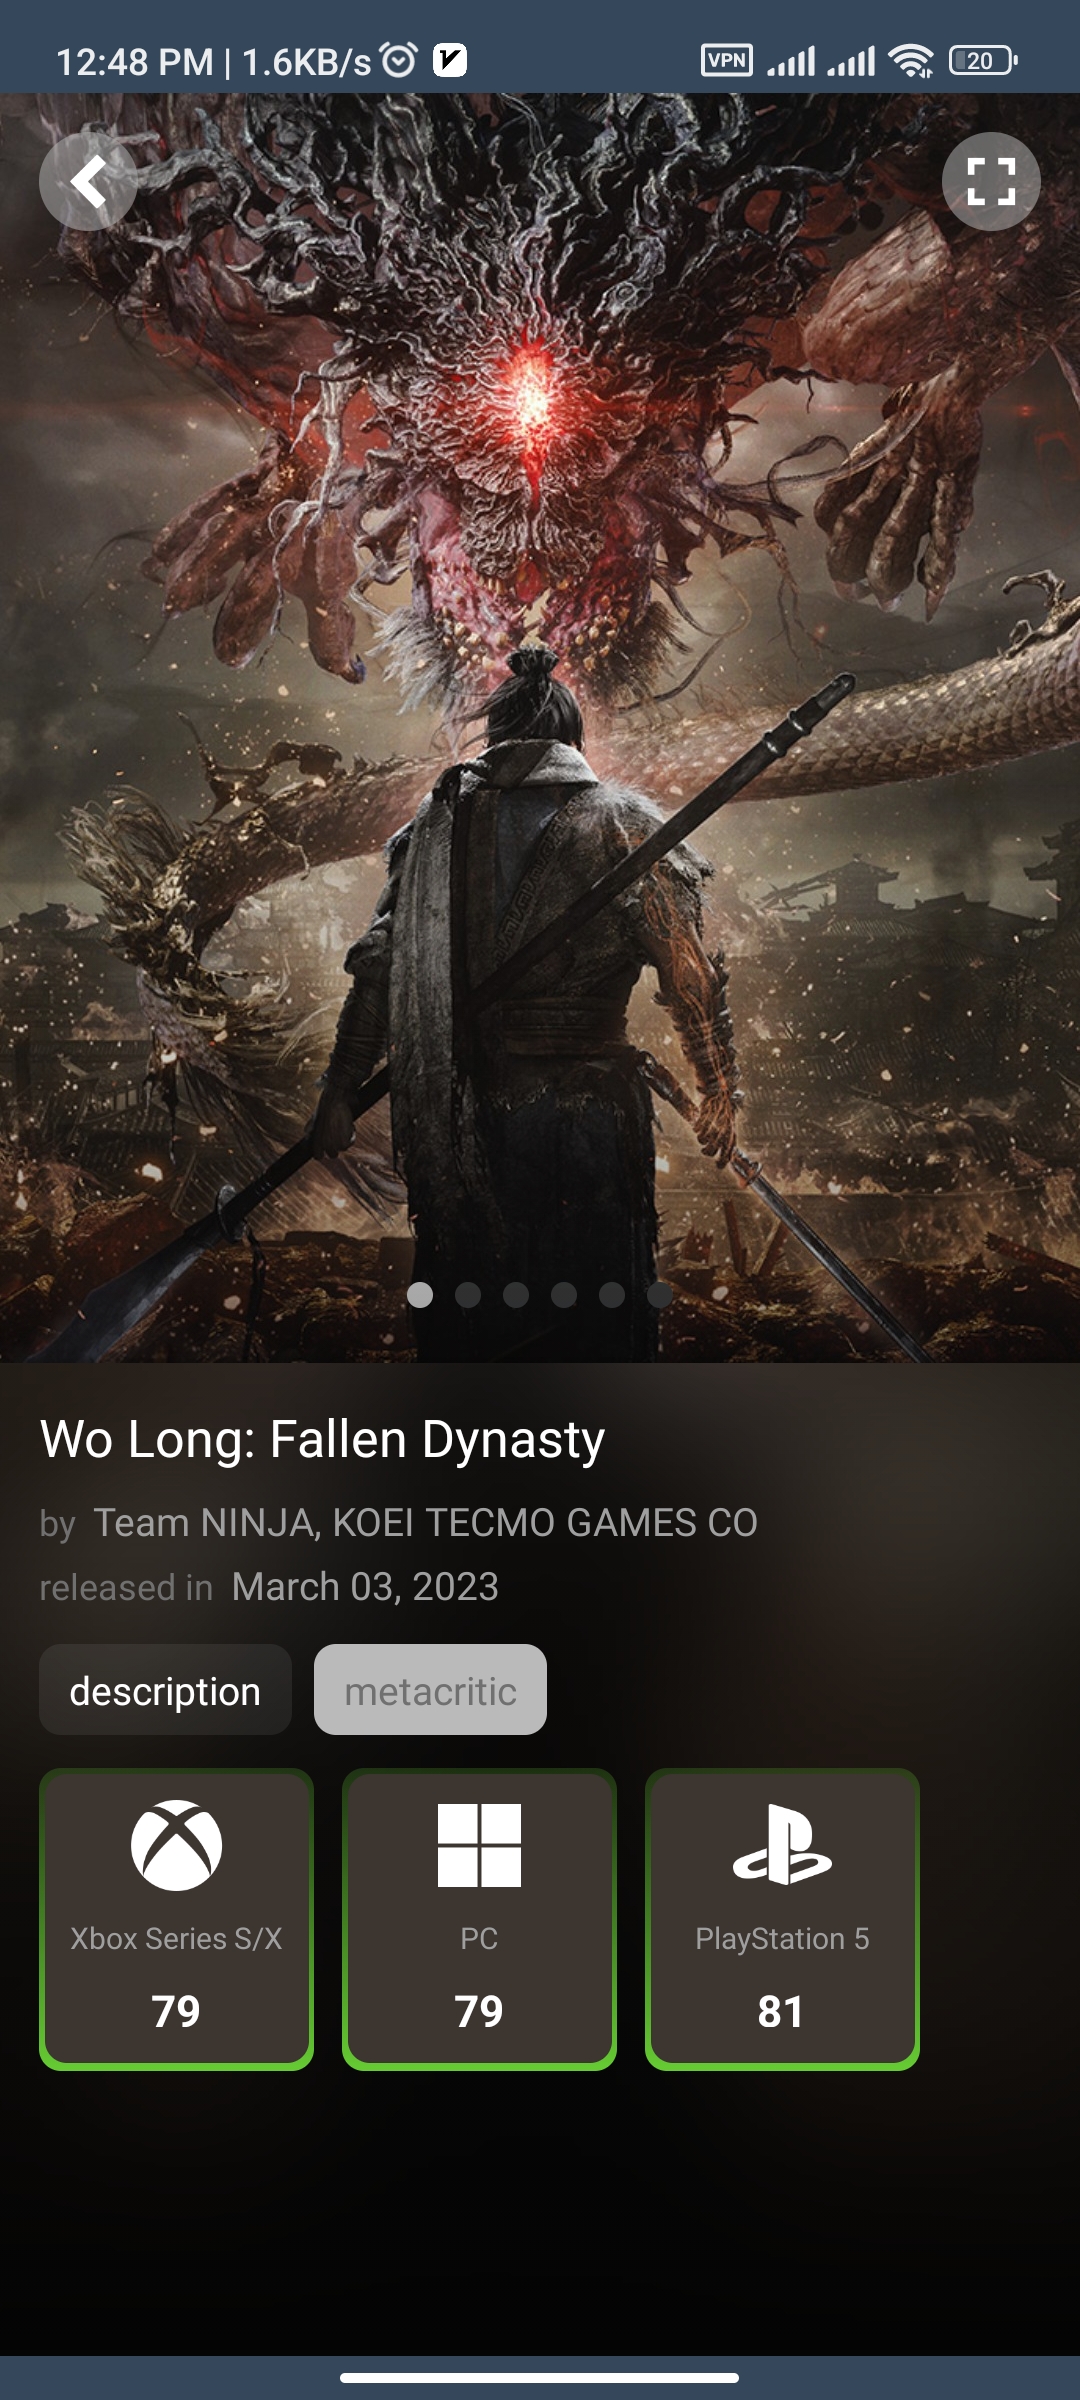 12:48 PM | 1.6KB/s VPN 20
Wo Long: Fallen Dynasty
by Team NINJA, KOEI TECMO GAMES CO
released in March 03, 2023
description metacritic
Xbox Series S/X PC PlayStation 5
79 79 81